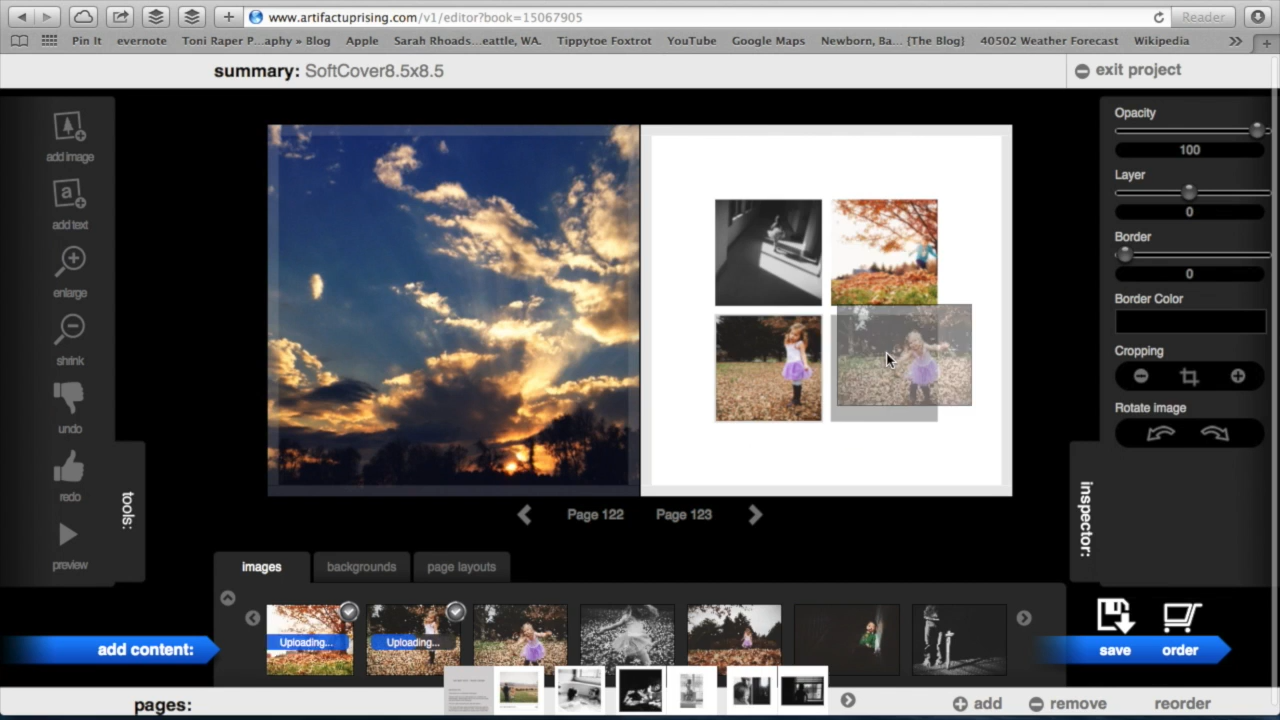 www.artifactuprising.com/v1/editor?book=15067905
Reader
Pin It evernote Toni Raper P...aphy » Blog Apple Sarah Rhoads...eattle, WA. Tippytoe Foxtrot YouTube Google Maps Newborn, Ba... {The Blog} 40502 Weather Forecast Wikipedia
summary: SoftCover8.5x8.5
exit project
add image
a
add text
enlarge
shrink
undo
redo
preview
tools:
Opacity
100
Layer
0
Border
0
Border Color
Cropping
Rotate image
inspector:
Page 122 Page 123
images backgrounds page layouts
Uploading... Uploading...
add content:
save order
pages:
add remove reorder